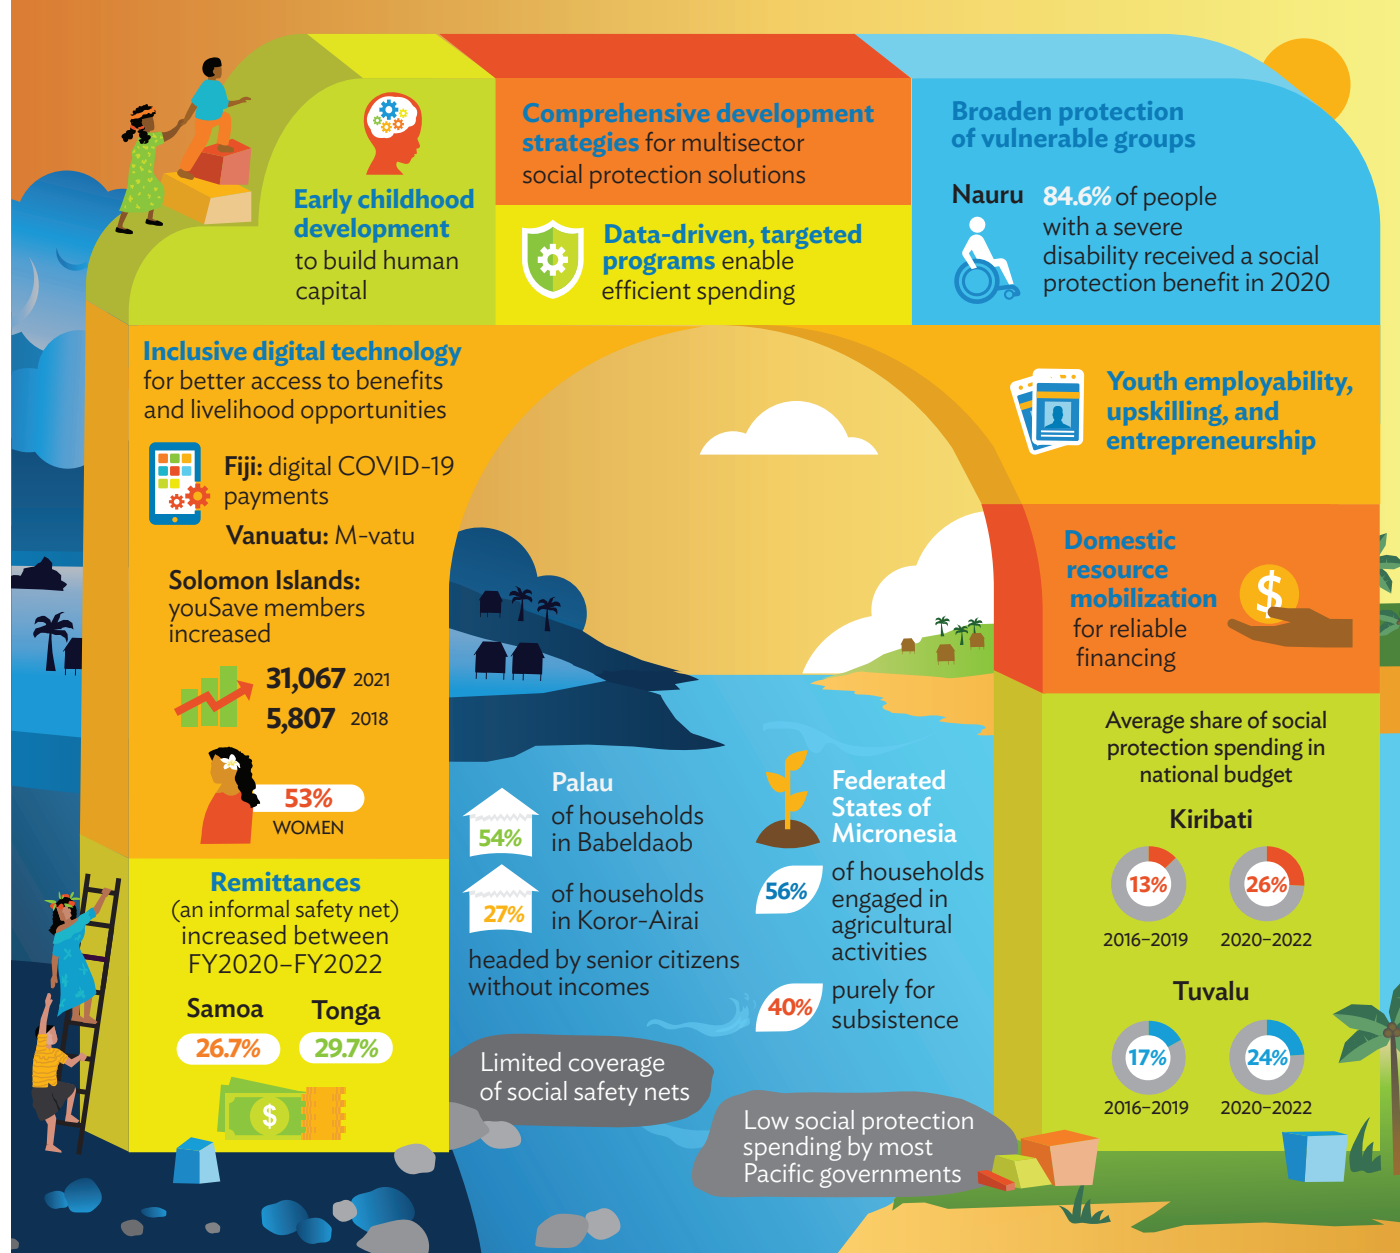 Early childhood
development
to build human
capital
Comprehensive development
strategies for multisector
social protection solutions
Data-driven, targeted
programs enable
efficient spending
Broaden protection
of vulnerable groups
Nauru 84.6% of people
with a severe
disability received a social
protection benefit in 2020
Inclusive digital technology
for better access to benefits
and livelihood opportunities
Fiji: digital COVID-19
payments
Vanuatu: M-vatu
Solomon Islands:
youSave members
increased
31,067 2021
5,807 2018
53%
WOMEN
Remittances
(an informal safety net)
increased between
FY2020–FY2022
Samoa Tonga
26.7% 29.7%
$
Palau
54% of households
in Babeldaob
27% of households
in Koror-Airai
headed by senior citizens
without incomes
Federated
States of
Micronesia
56% of households
engaged in
agricultural
activities
40% purely for
subsistence
Limited coverage
of social safety nets
Low social protection
spending by most
Pacific governments
Youth employability,
upskilling, and
entrepreneurship
Domestic
resource
mobilization
for reliable
financing
$
Average share of social
protection spending in
national budget
Kiribati
13% 26%
2016–2019 2020–2022
Tuvalu
17% 24%
2016–2019 2020–2022